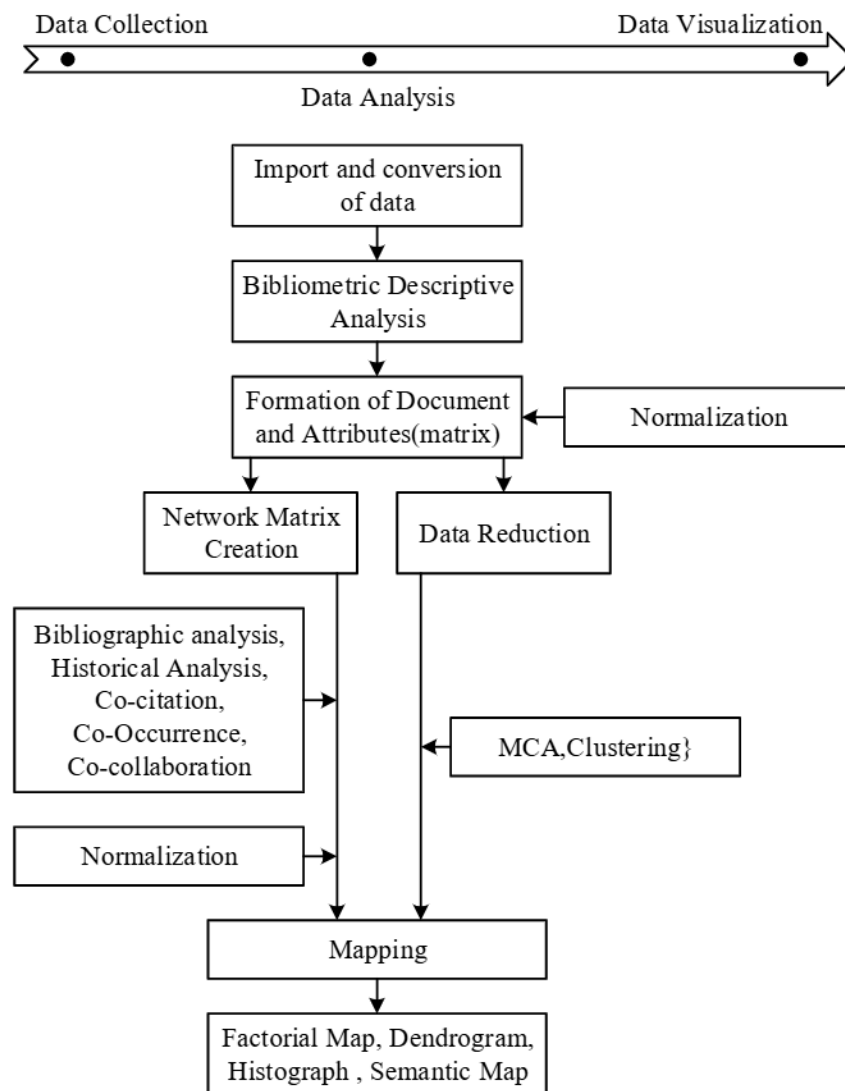 Data Collection
Data Visualization
Data Analysis
Import and conversion
of data
Bibliometric Descriptive
Analysis
Formation of Document
and Attributes(matrix)
Normalization
Network Matrix
Creation
Data Reduction
Bibliographic analysis,
Historical Analysis,
Co-citation,
Co-Occurrence,
Co-collaboration
MCA,Clustering}
Normalization
Mapping
Factorial Map, Dendrogram,
Histograph , Semantic Map